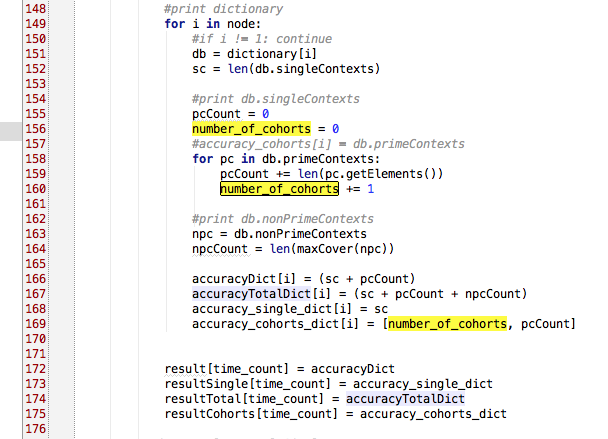 148 #print dictionary
149 for i in node:
150 #if i != 1: continue
151 db = dictionary[i]
152 sc = len(db.singleContexts)
153
154 #print db.singleContexts
155 pcCount = 0
156 number_of_cohorts = 0
157 #accuracy_cohorts[i] = db.primeContexts
158 for pc in db.primeContexts:
159 pcCount += len(pc.getElements())
160 number_of_cohorts += 1
161
162 #print db.nonPrimeContexts
163 npc = db.nonPrimeContexts
164 npcCount = len(maxCover(npc))
165
166 accuracyDict[i] = (sc + pcCount)
167 accuracyTotalDict[i] = (sc + pcCount + npcCount)
168 accuracy_single_dict[i] = sc
169 accuracy_cohorts_dict[i] = [number_of_cohorts, pcCount]
170
171
172 result[time_count] = accuracyDict
173 resultSingle[time_count] = accuracy_single_dict
174 resultTotal[time_count] = accuracyTotalDict
175 resultCohorts[time_count] = accuracy_cohorts_dict
176